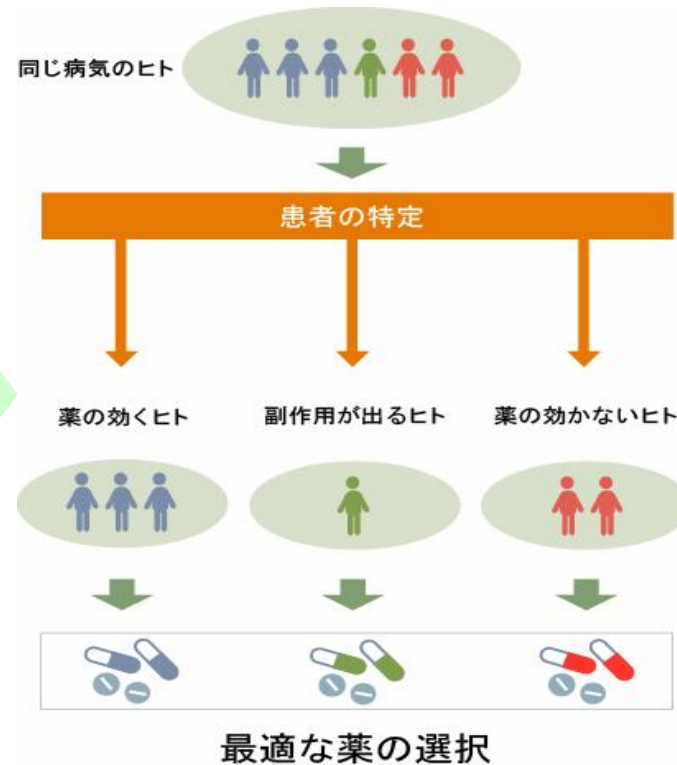 同じ病気のヒト
患者の特定
薬の効くヒト
副作用が出るヒト
薬の効かないヒト
最適な薬の選択